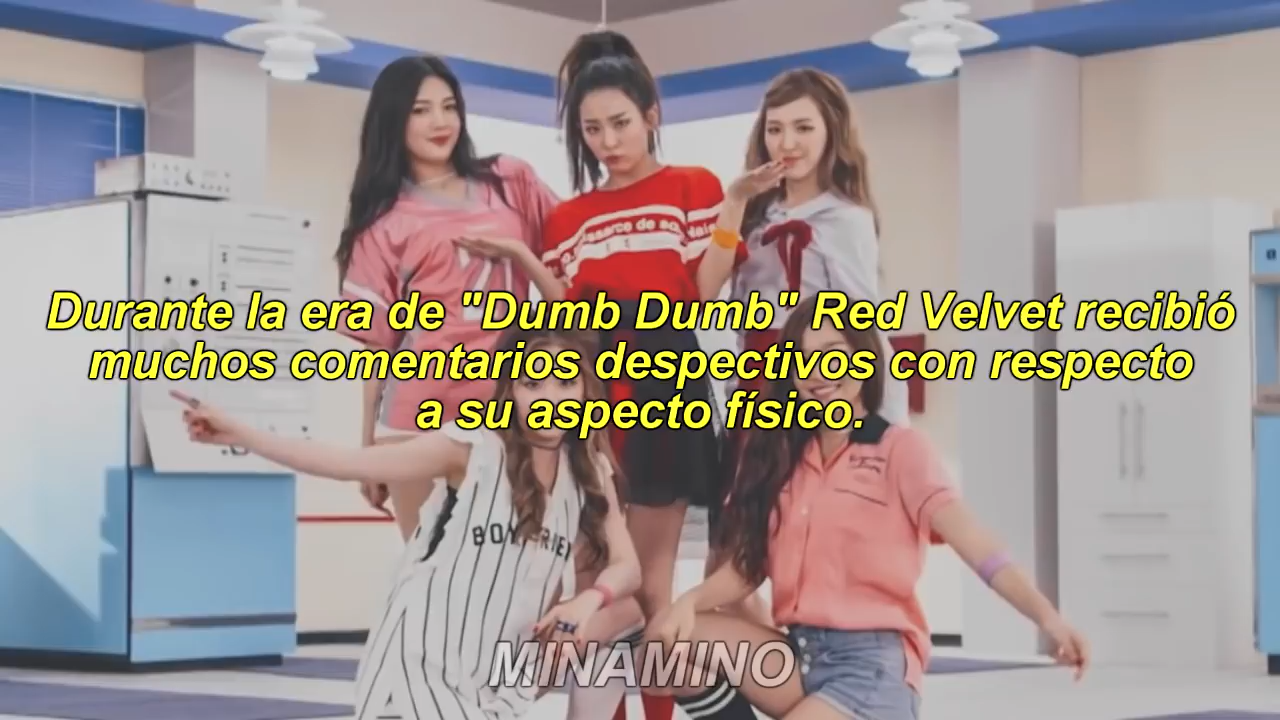 Durante la era de "Dumb Dumb" Red Velvet recibió
muchos comentarios despectivos con respecto
a su aspecto físico.
MINAMINO